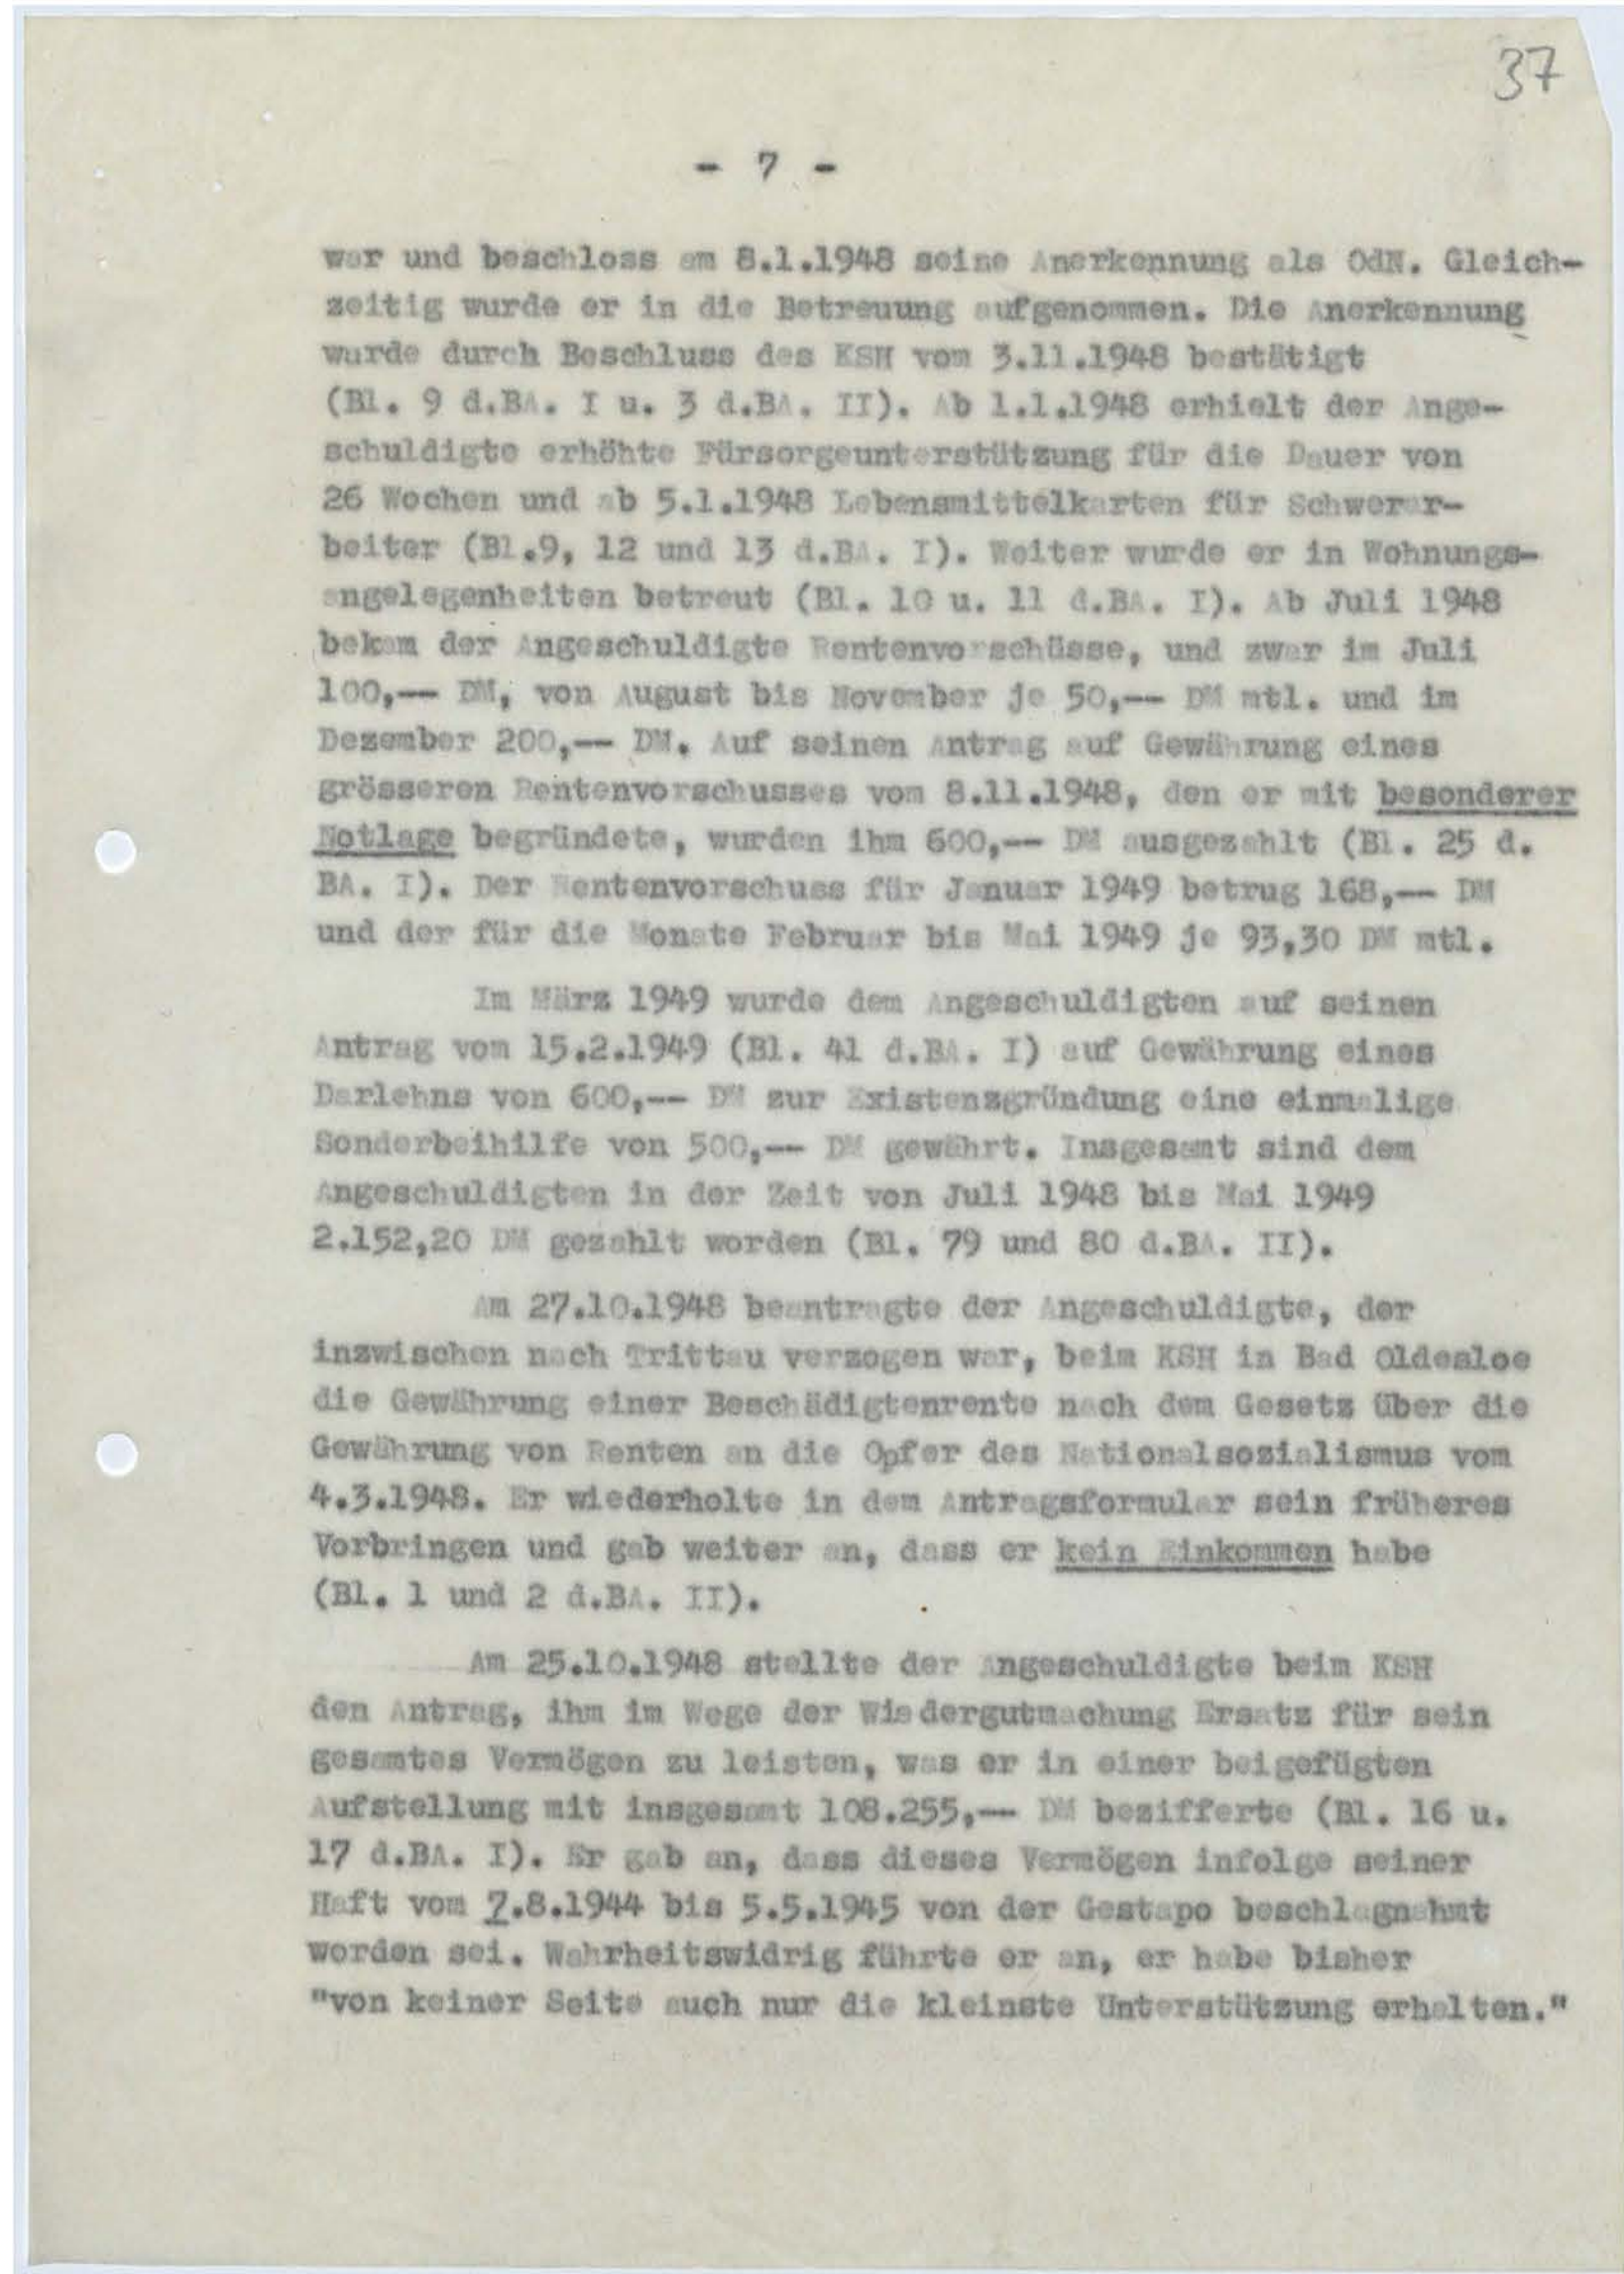 37
- 7 -
war und beschloss am 8.1.1948 seine Anerkennung als OdN. Gleich-
zeitig wurde er in die Betreuung aufgenommen. Die Anerkennung
wurde durch Beschluss des KSH vom 3.11.1948 bestätigt
(Bl. 9 d.BA. I u. 3 d.BA. II). Ab 1.1.1948 erhielt der Ange-
schuldigte erhöhte Fürsorgeunterstützung für die Dauer von
26 Wochen und ab 5.1.1948 Lebensmittelkarten für Schwerar-
beiter (Bl.9, 12 und 13 d.BA. I). Weiter wurde er in Wohnungs-
angelegenheiten betreut (Bl. 10 u. 11 d.BA. I). Ab Juli 1948
bekam der Angeschuldigte Rentenvorschüsse, und zwar im Juli
100,-- DM, von August bis November je 50,-- DM mtl. und im
Dezember 200,-- DM. Auf seinen Antrag auf Gewährung eines
grösseren Rentenvorschusses vom 8.11.1948, den er mit besonderer
Notlage begründete, wurden ihm 600,-- DM ausgezahlt (Bl. 25 d.
BA. I). Der Rentenvorschuss für Januar 1949 betrug 168,-- DM
und der für die Monate Februar bis Mai 1949 je 93,30 DM mtl.
Im März 1949 wurde dem Angeschuldigten auf seinen
Antrag vom 15.2.1949 (Bl. 41 d.BA. I) auf Gewährung eines
Darlehns von 600,-- DM zur Existenzgründung eine einmalige
Sonderbeihilfe von 500,-- DM gewährt. Insgesamt sind dem
Angeschuldigten in der Zeit von Juli 1948 bis Mai 1949
2.152,20 DM gezahlt worden (Bl. 79 und 80 d.BA. II).
Am 27.10.1948 beantragte der Angeschuldigte, der
inzwischen nach Trittau verzogen war, beim KSH in Bad Oldesloe
die Gewährung einer Beschädigtenrente nach dem Gesetz über die
Gewährung von Renten an die Opfer des Nationalsozialismus vom
4.3.1948. Er wiederholte in dem Antragsformular sein früheres
Vorbringen und gab weiter an, dass er kein Einkommen habe
(Bl. 1 und 2 d.BA. II).
Am 25.10.1948 stellte der Angeschuldigte beim KSH
den Antrag, ihm im Wege der Wiedergutmachung Ersatz für sein
gesamtes Vermögen zu leisten, was er in einer beigefügten
Aufstellung mit insgesamt 108.255,-- DM bezifferte (Bl. 16 u.
17 d.BA. I). Er gab an, dass dieses Vermögen infolge seiner
Haft vom 7.8.1944 bis 5.5.1945 von der Gestapo beschlagnahmt
worden sei. Wahrheitswidrig führte er an, er habe bisher
"von keiner Seite auch nur die kleinste Unterstützung erhalten."